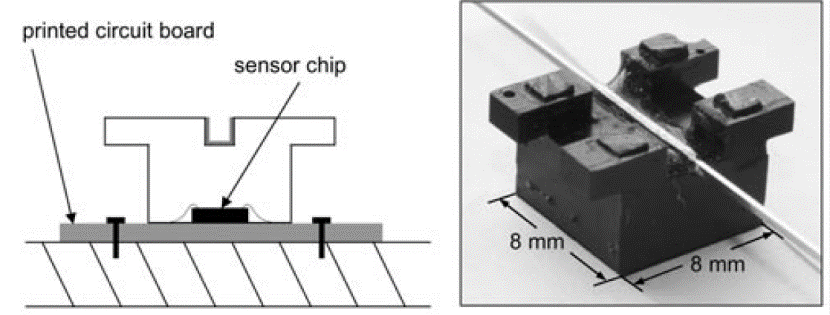 printed circuit board
sensor chip
8 mm
8 mm